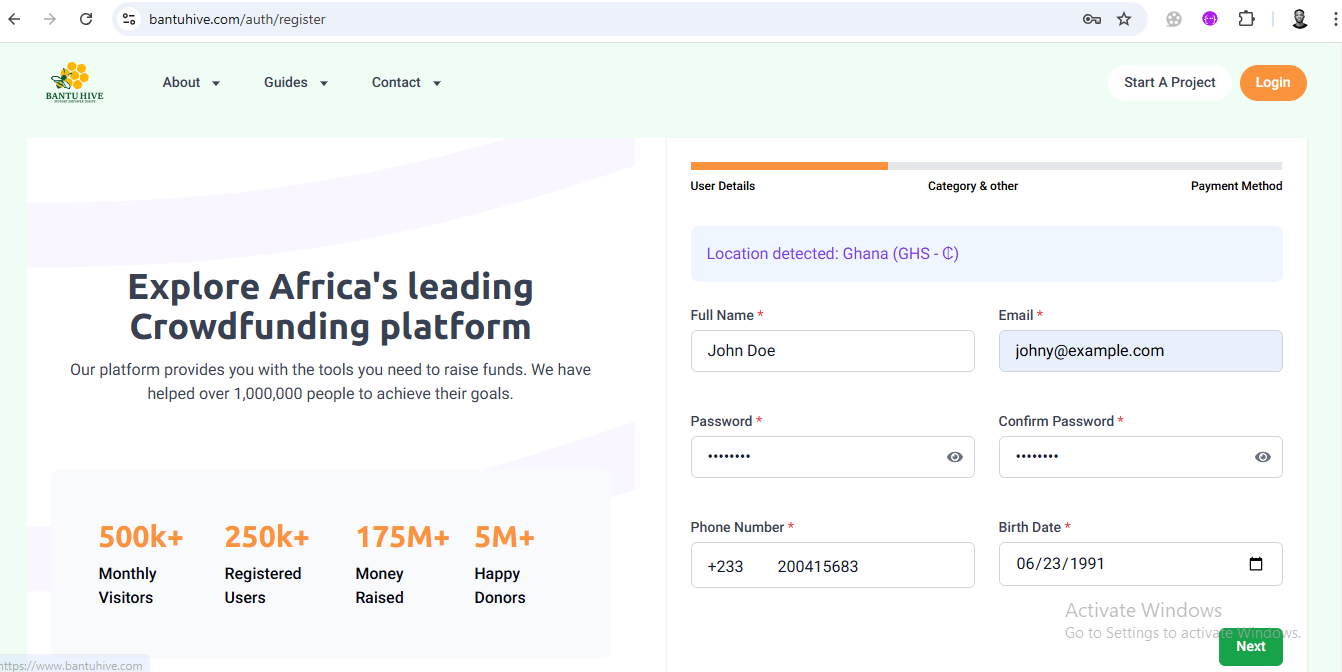 bantuhive.com/auth/register
BANTU HIVE
About
Guides
Contact
Start A Project
Login
Explore Africa's leading
Crowdfunding platform
Our platform provides you with the tools you need to raise funds. We have
helped over 1,000,000 people to achieve their goals.
500k+
Monthly
Visitors
250k+
Registered
Users
175M+
Money
Raised
5M+
Happy
Donors
User Details
Category & other
Payment Method
Location detected: Ghana (GHS - ₵)
Full Name *
John Doe
Email *
johny@example.com
Password *
••••••••
Confirm Password *
••••••••
Phone Number *
+233 200415683
Birth Date *
06/23/1991
Activate Windows
Go to Settings to activate Windows.
Next
https://www.bantuhive.com